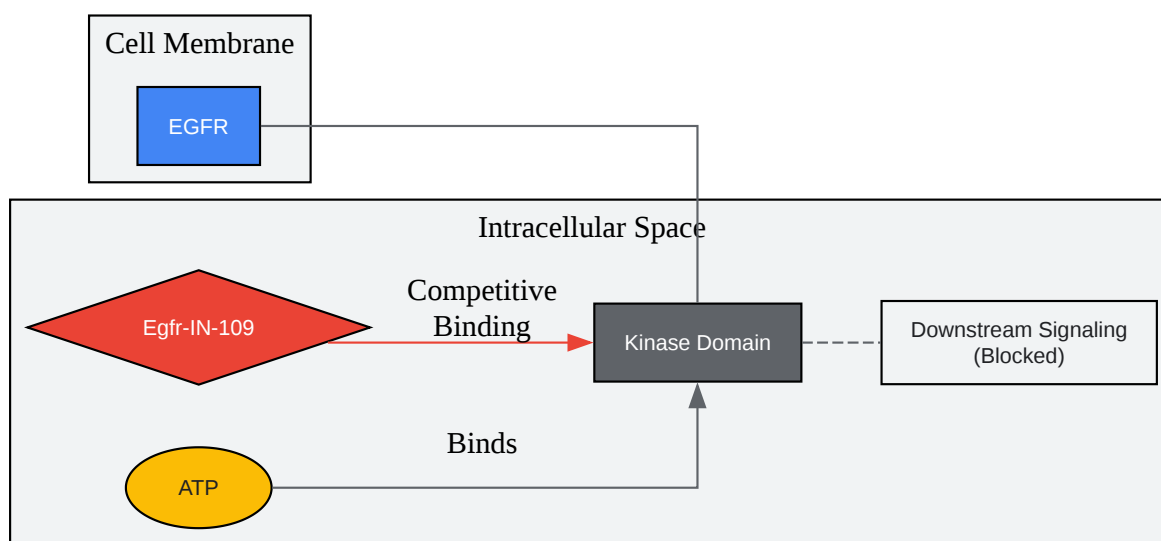 Cell Membrane
EGFR
Intracellular Space
Egfr-IN-109
Competitive
Binding
Kinase Domain
Downstream Signaling
(Blocked)
Binds
ATP